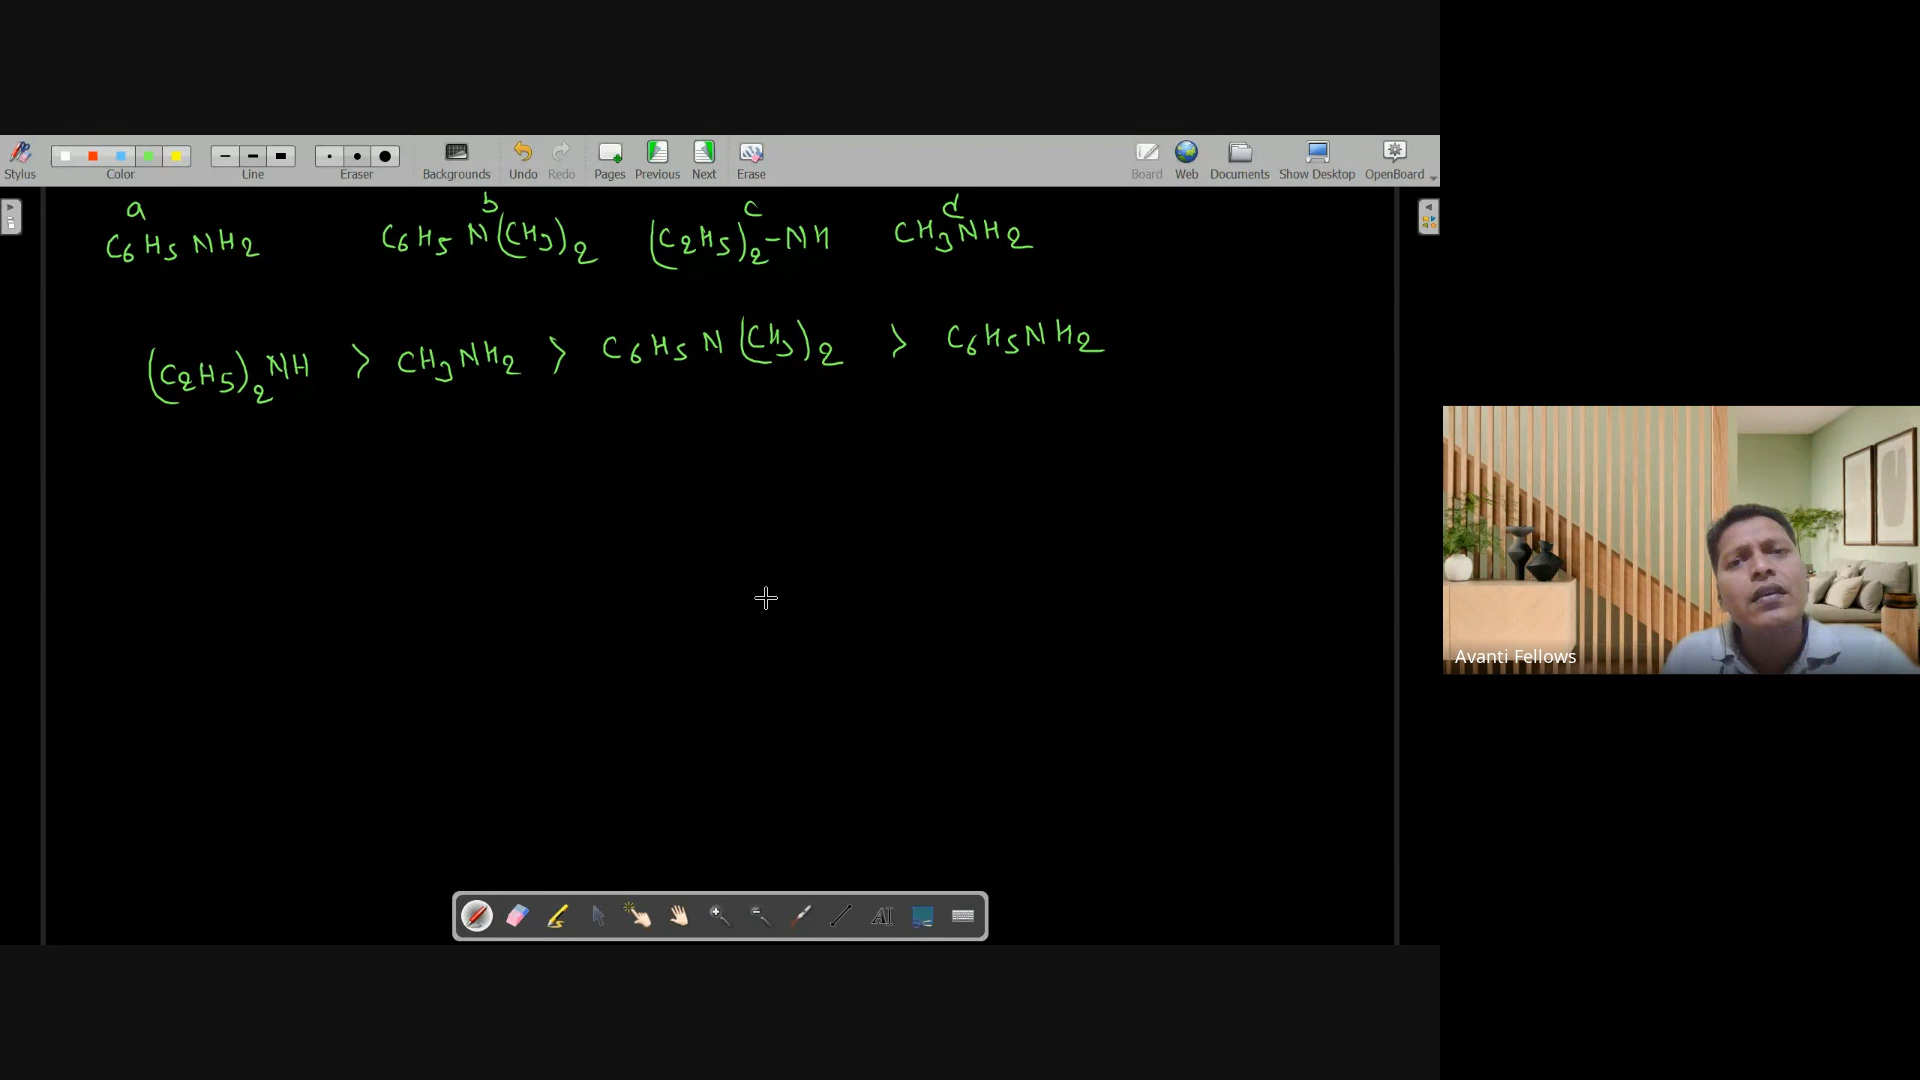 Stylus Color Line Eraser Backgrounds Undo Redo Pages Previous Next Erase Board Web Documents Show Desktop OpenBoard
a b c d
C6H5NH2 C6H5N(CH3)2 (C2H5)2-NH CH3NH2
(C2H5)2NH > CH3NH2 > C6H5N(CH3)2 > C6H5NH2
Avanti Fellows
AI